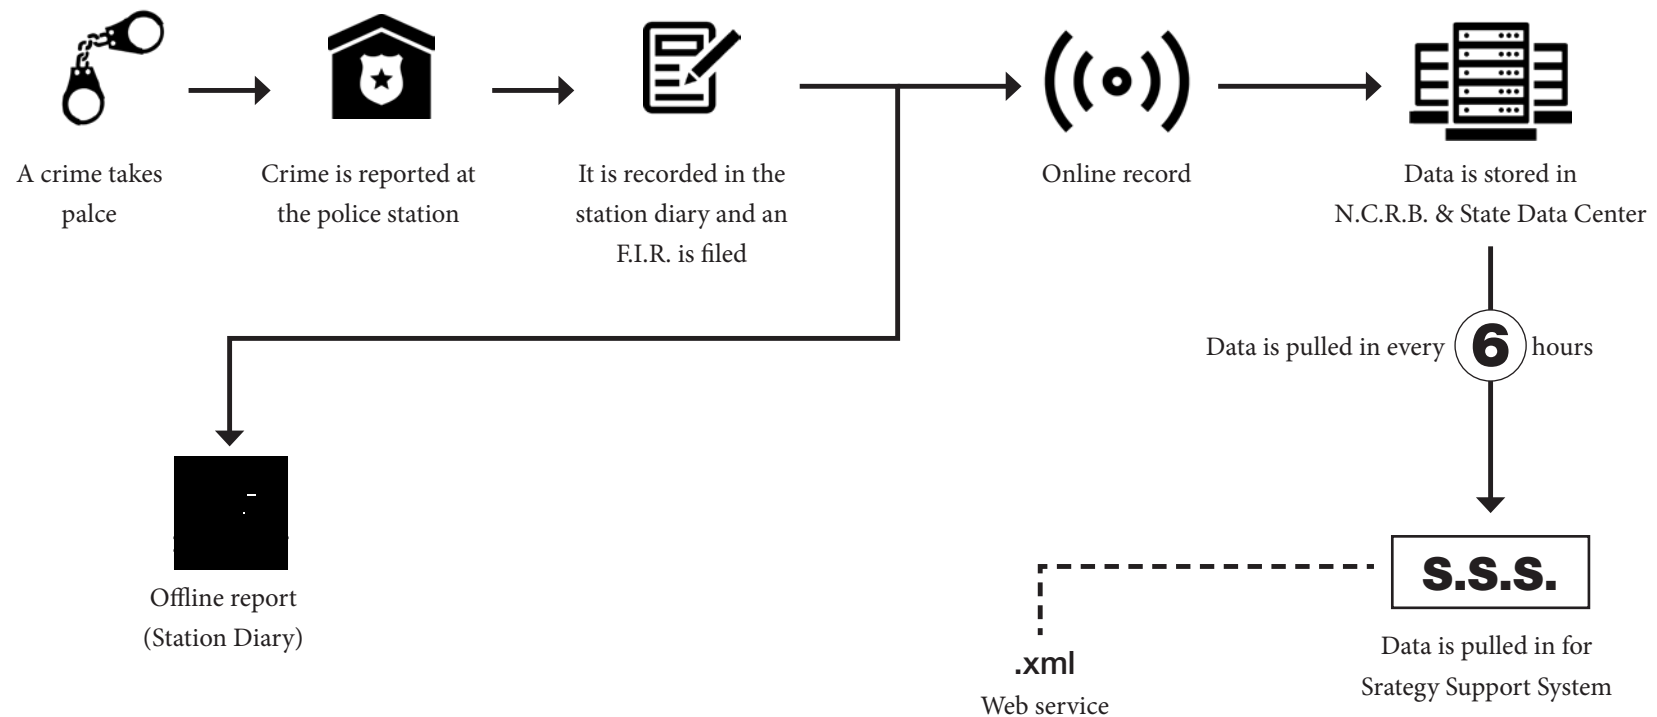 A crime takes
palce
Crime is reported at
the police station
It is recorded in the
station diary and an
F.I.R. is filed
Online record
Data is stored in
N.C.R.B. & State Data Center
Data is pulled in every 6 hours
Offline report
(Station Diary)
S.S.S.
Data is pulled in for
Srategy Support System
.xml
Web service